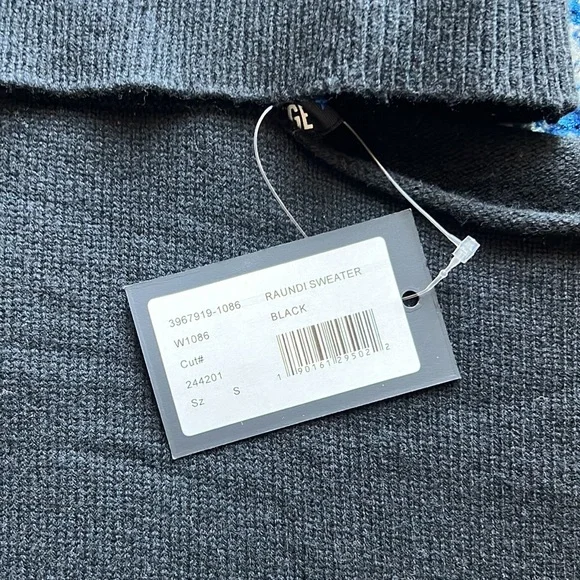 GE
3967919-1086 RAUNDI SWEATER
W1086 BLACK
Cut#
244201
Sz S
1 90161 29502 2